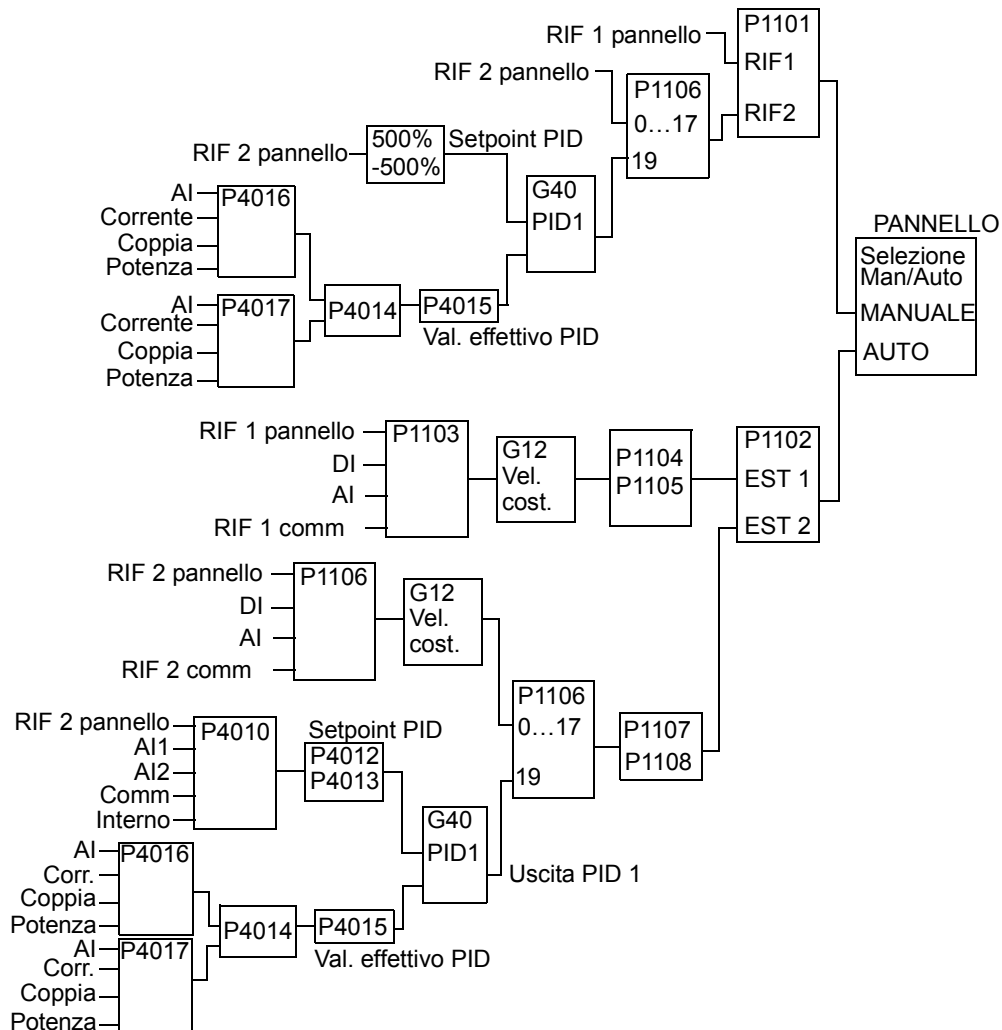 RIF 1 pannello
P1101
RIF1
RIF2
RIF 2 pannello
P1106
0…17
19
RIF 2 pannello
500%
-500%
Setpoint PID
G40
PID1
AI
Corrente
Coppia
Potenza
P4016
AI
Corrente
Coppia
Potenza
P4017
P4014
P4015
Val. effettivo PID
PANNELLO
Selezione
Man/Auto
MANUALE
AUTO
RIF 1 pannello
DI
AI
RIF 1 comm
P1103
G12
Vel.
cost.
P1104
P1105
P1102
EST 1
EST 2
RIF 2 pannello
DI
AI
RIF 2 comm
P1106
G12
Vel.
cost.
P1106
0…17
19
P1107
P1108
RIF 2 pannello
AI1
AI2
Comm
Interno
P4010
Setpoint PID
P4012
P4013
G40
PID1
Uscita PID 1
AI
Corr.
Coppia
Potenza
P4016
AI
Corr.
Coppia
Potenza
P4017
P4014
P4015
Val. effettivo PID